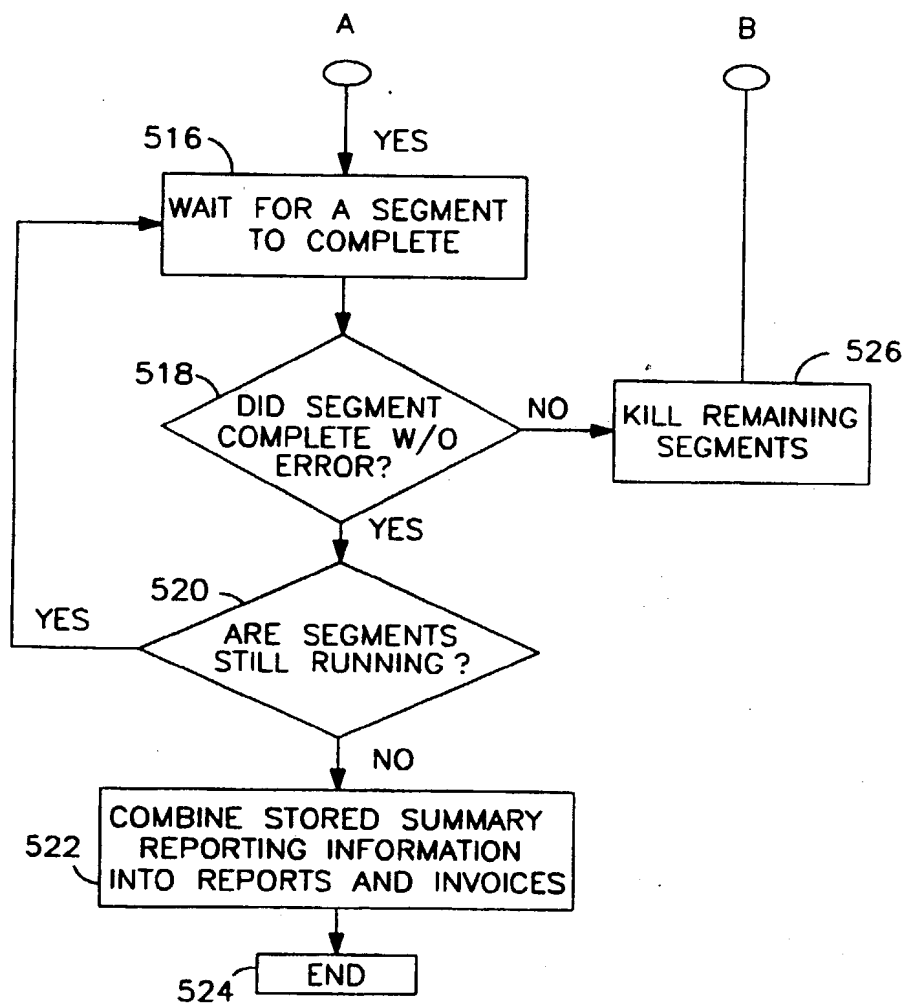 A
B
YES
516
WAIT FOR A SEGMENT
TO COMPLETE
518
DID SEGMENT
COMPLETE W/O
ERROR?
NO
526
KILL REMAINING
SEGMENTS
YES
520
YES
ARE SEGMENTS
STILL RUNNING?
NO
522
COMBINE STORED SUMMARY
REPORTING INFORMATION
INTO REPORTS AND INVOICES
END
524